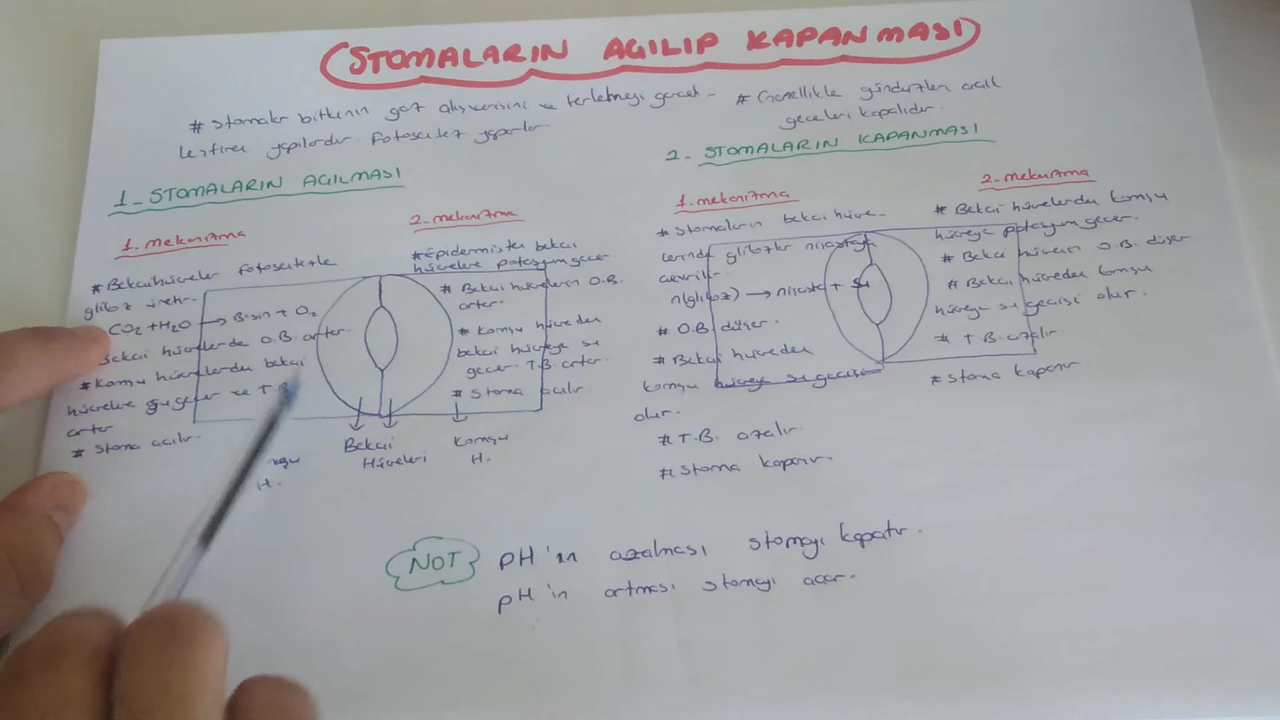 STOMALARIN AÇILIP KAPANMASI
# Stomalar bitkinin gaz alışverişini ve terlemeyi gerçek-
leştiren yapılardır. Fotosentez yaparlar
# Genellikle gündüzleri açık
geceleri kapalıdır.
1- STOMALARIN AÇILMASI
1. mekanizma
# Bekçi hücreler fotosentezle
glikoz üretir.
CO2 + H2O → Besin + O2
Bekçi hücrelerde O.B. artar
# Komşu hücrelerden bekçi
hücrelere su geçer ve T.B
artar
# Stoma açılır.
2. mekanizma
# Epidermisten bekçi
hücrelere potasyum geçer
# Bekçi hücrelerin O.B.
artar.
# Komşu hücreden
bekçi hücreye su
geçer. T.B. artar.
# Stoma açılır
H.
Bekçi
Hücreleri
Komşu
H.
2- STOMALARIN KAPANMASI
1. mekanizma
# Stomaların bekçi hücre-
lerinde glikozlar nişastaya
çevrilir.
n(glikoz) → nişasta + su
# O.B düşer.
# Bekçi hücreden
komşu hücreye su geçişi
olur.
# T.B. azalır
# Stoma kapanır.
2. mekanizma
# Bekçi hücrelerden komşu
hücreye potasyum geçer.
# Bekçi hücrenin O.B. düşer
# Bekçi hücreden komşu
hücreye su geçişi olur.
# T.B. azalır
# Stoma kapanır
NOT
pH'ın azalması stomayı kapatır.
pH'ın artması stomayı açar.